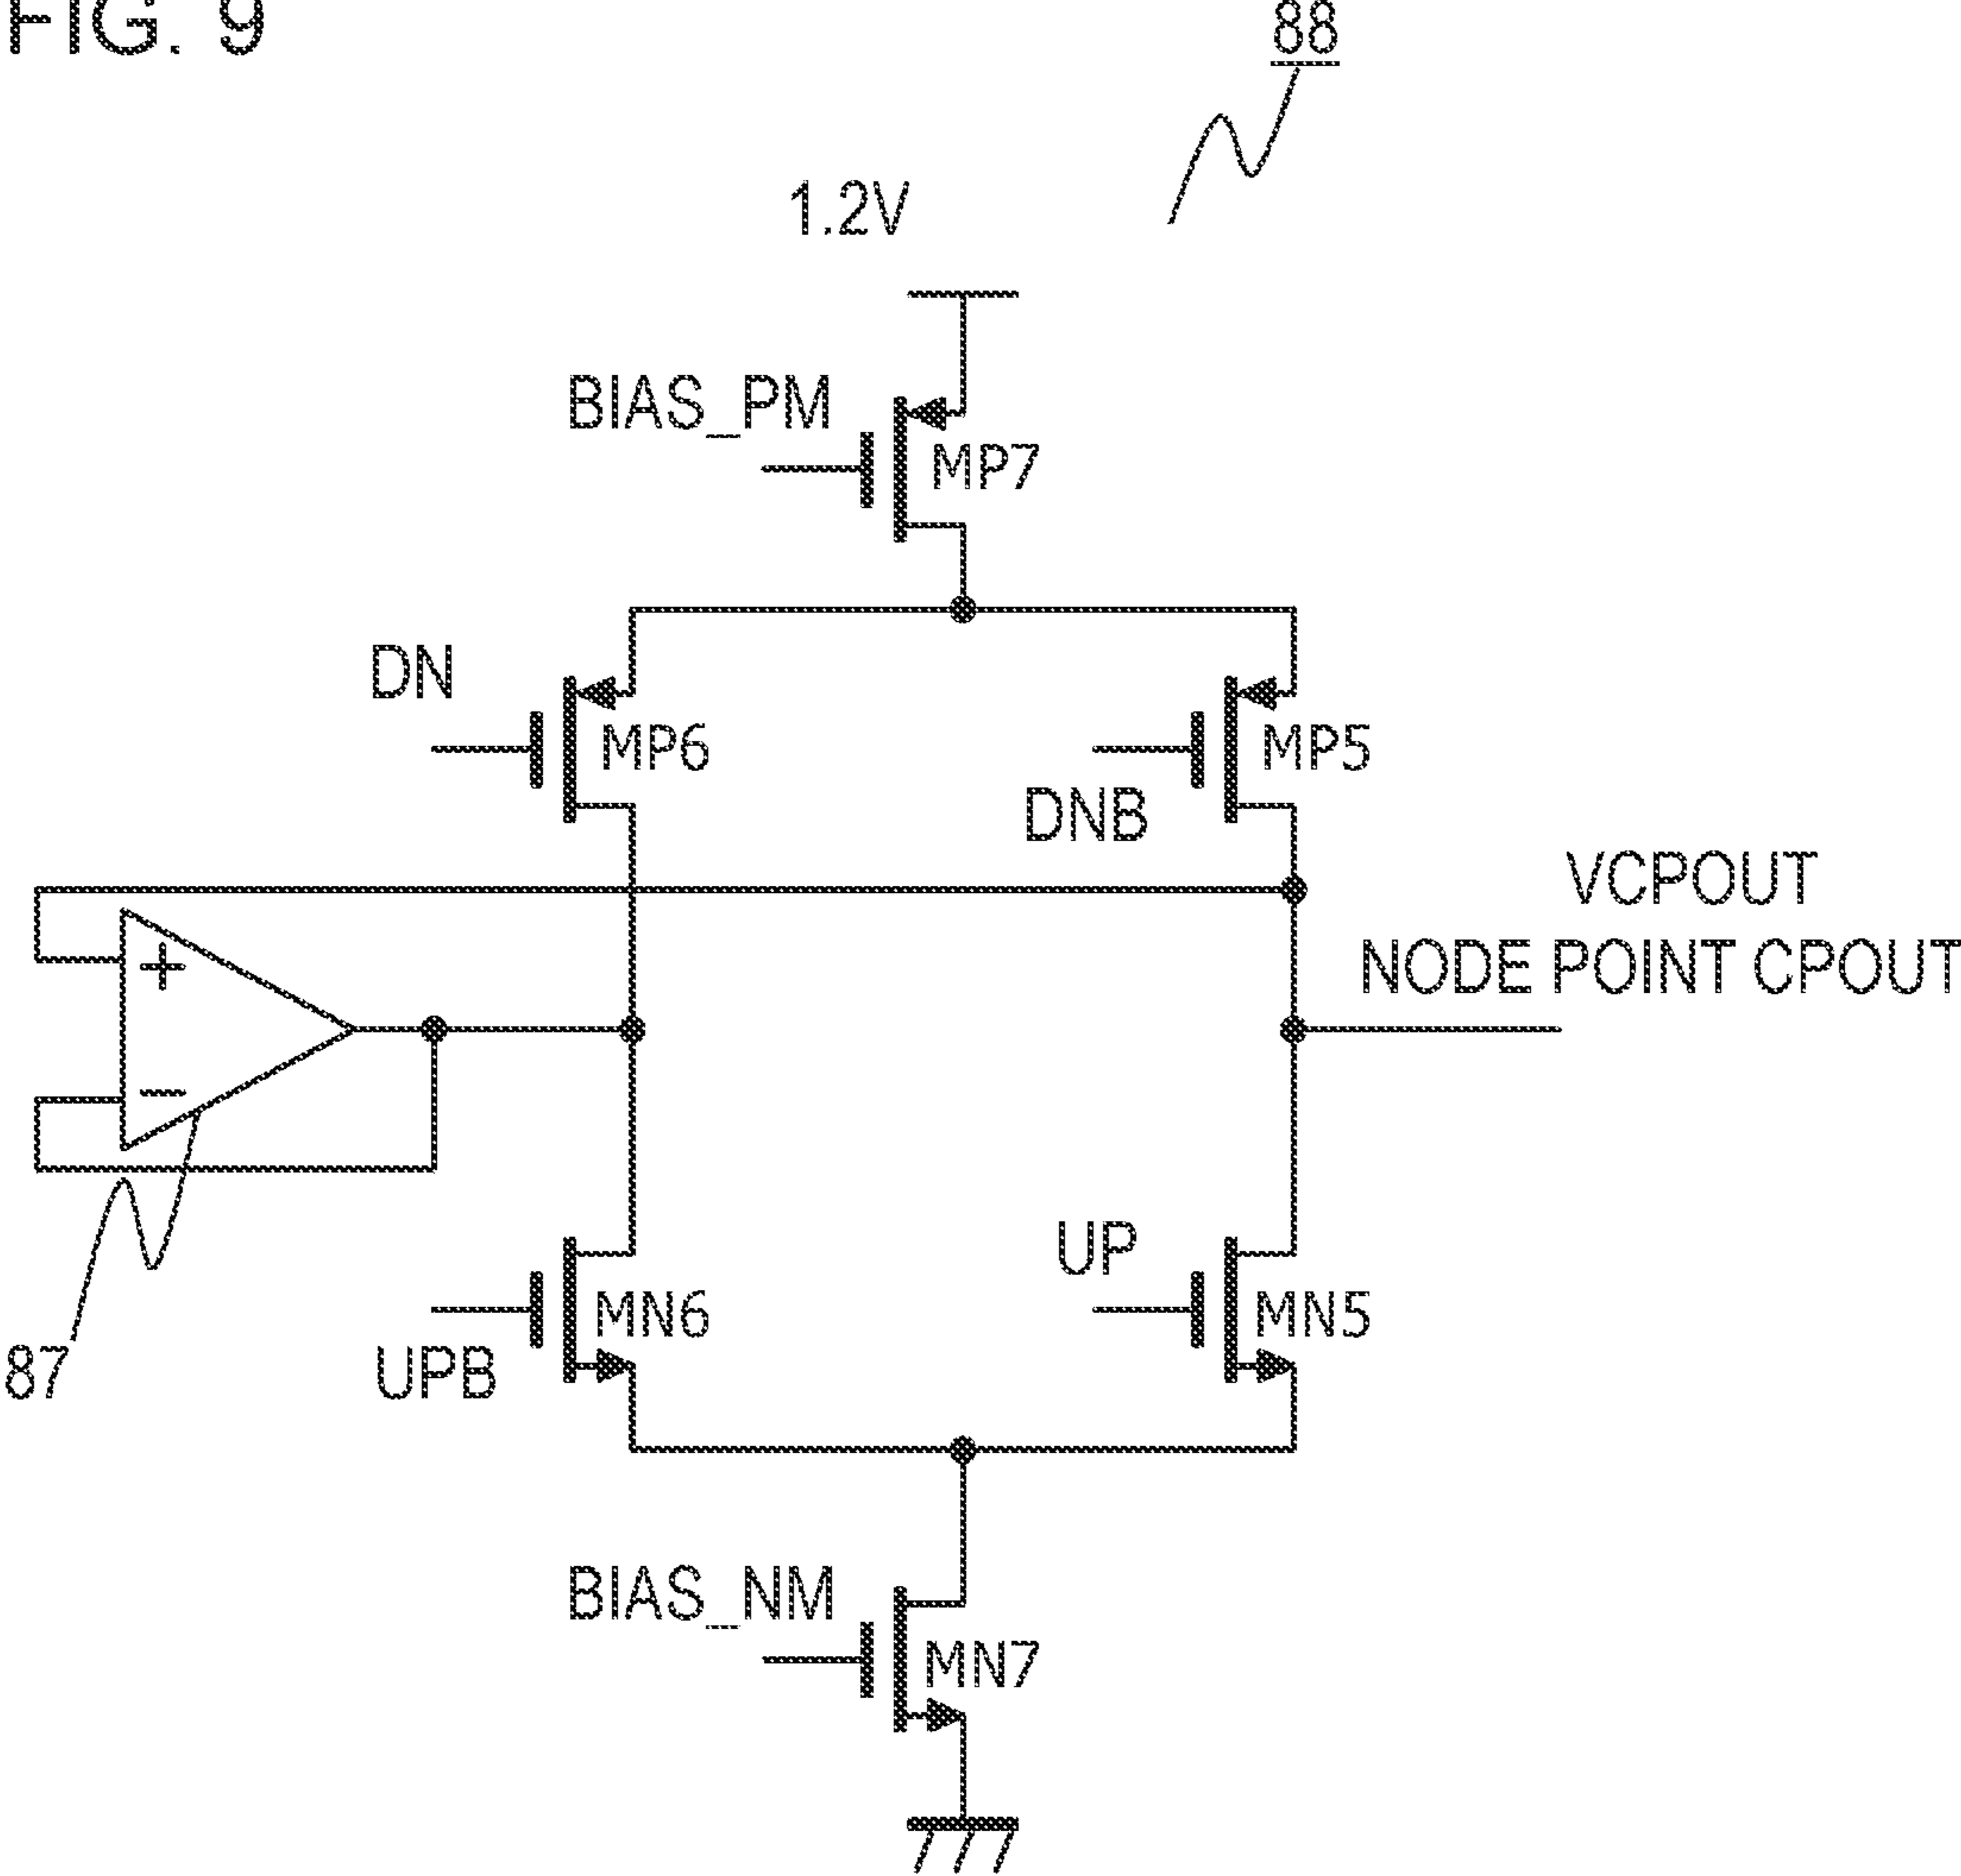 FIG. 9
88
1.2V
BIAS_PM
MP7
DN
MP6
MP5
DNB
VCPOUT
NODE POINT CPOUT
+
−
UP
MN6
MN5
87
UPB
BIAS_NM
MN7